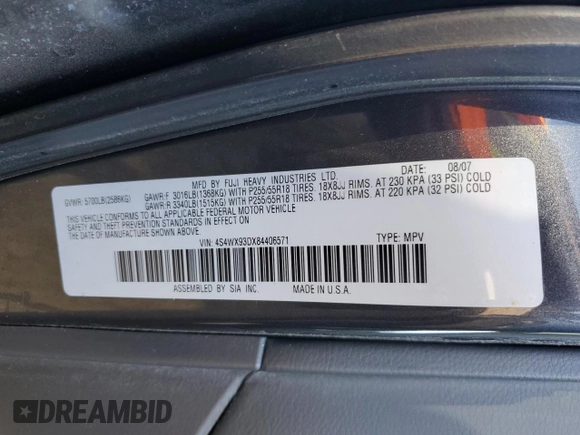 MFD BY FUJI HEAVY INDUSTRIES LTD. 08/07
GVWR: 5700LB(2586KG) GAWR:F 3016LB(1368KG) WITH P255/55R18 TIRES. 18X8JJ RIMS. AT 230 KPA (33 PSI) COLD
GAWR:R 3340LB(1515KG) WITH P255/55R18 TIRES. 18X8JJ RIMS. AT 220 KPA (32 PSI) COLD
THIS VEHICLE CONFORMS TO ALL APPLICABLE FEDERAL MOTOR VEHICLE
SAFETY AND THEFT PREVENTION STANDARDS IN EFFECT ON
THE DATE OF MANUFACTURE SHOWN ABOVE.
VIN: 4S4WX93DX84406571 TYPE: MPV
ASSEMBLED BY SIA INC. MADE IN U.S.A.
DREAMBID